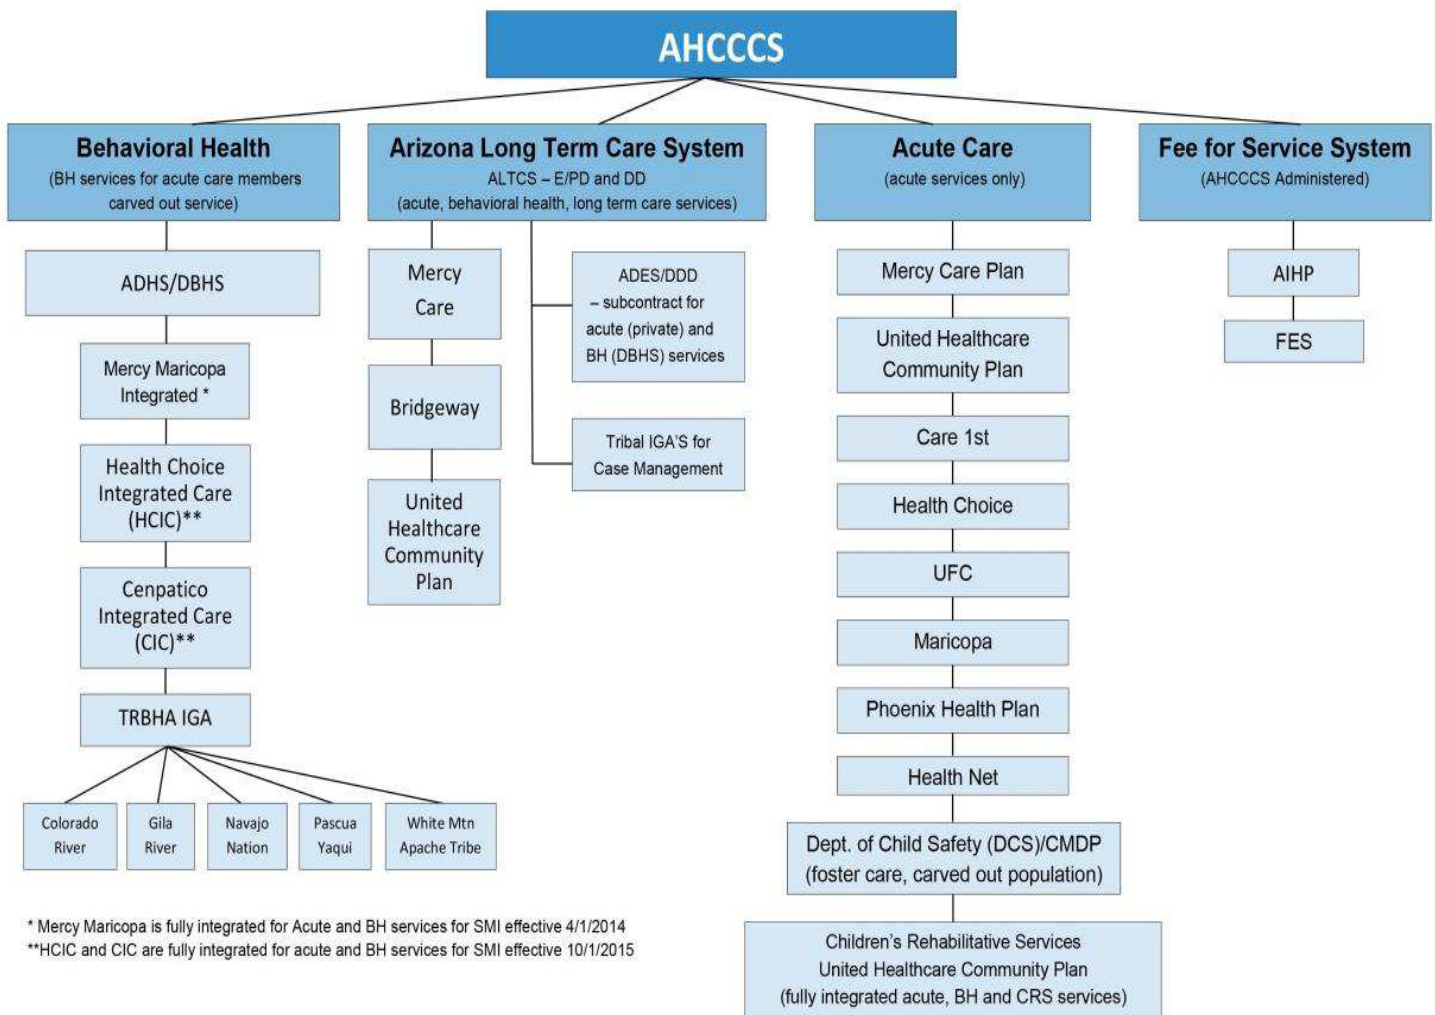 AHCCCS
Behavioral Health
(BH services for acute care members
carved out service)
ADHS/DBHS
Mercy Maricopa
Integrated *
Health Choice
Integrated Care
(HCIC)**
Cenpatico
Integrated Care
(CIC)**
TRBHA IGA
Colorado
River
Gila
River
Navajo
Nation
Pascua
Yaqui
White Mtn
Apache Tribe
Arizona Long Term Care System
ALTCS – E/PD and DD
(acute, behavioral health, long term care services)
Mercy
Care
Bridgeway
United
Healthcare
Community
Plan
ADES/DDD
– subcontract for
acute (private) and
BH (DBHS) services
Tribal IGA'S for
Case Management
Acute Care
(acute services only)
Mercy Care Plan
United Healthcare
Community Plan
Care 1st
Health Choice
UFC
Maricopa
Phoenix Health Plan
Health Net
Dept. of Child Safety (DCS)/CMDP
(foster care, carved out population)
Children's Rehabilitative Services
United Healthcare Community Plan
(fully integrated acute, BH and CRS services)
Fee for Service System
(AHCCCS Administered)
AIHP
FES
* Mercy Maricopa is fully integrated for Acute and BH services for SMI effective 4/1/2014
**HCIC and CIC are fully integrated for acute and BH services for SMI effective 10/1/2015